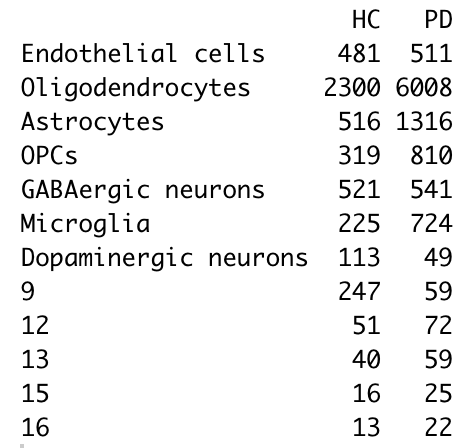 HC PD
Endothelial cells 481 511
Oligodendrocytes 2300 6008
Astrocytes 516 1316
OPCs 319 810
GABAergic neurons 521 541
Microglia 225 724
Dopaminergic neurons 113 49
9 247 59
12 51 72
13 40 59
15 16 25
16 13 22